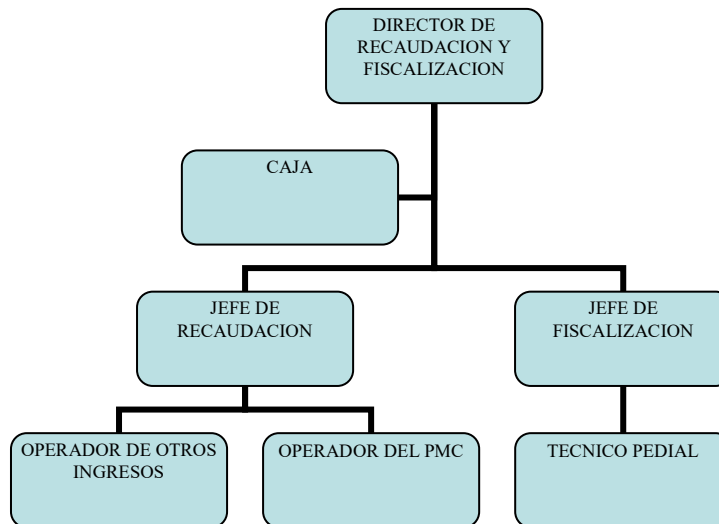 DIRECTOR DE
RECAUDACION Y
FISCALIZACION
CAJA
JEFE DE
RECAUDACION
JEFE DE
FISCALIZACION
OPERADOR DE OTROS
INGRESOS
OPERADOR DEL PMC
TECNICO PEDIAL